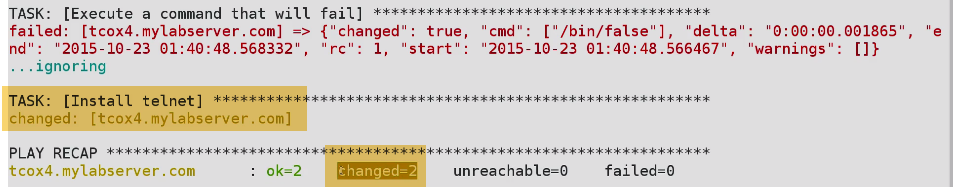 TASK: [Execute a command that will fail] **************************************
failed: [tcox4.mylabserver.com] => {"changed": true, "cmd": ["/bin/false"], "delta": "0:00:00.001865", "e
nd": "2015-10-23 01:40:48.568332", "rc": 1, "start": "2015-10-23 01:40:48.566467", "warnings": []}
...ignoring
TASK: [Install telnet] ********************************************************
changed: [tcox4.mylabserver.com]
PLAY RECAP ********************************************************************
tcox4.mylabserver.com : ok=2 changed=2 unreachable=0 failed=0